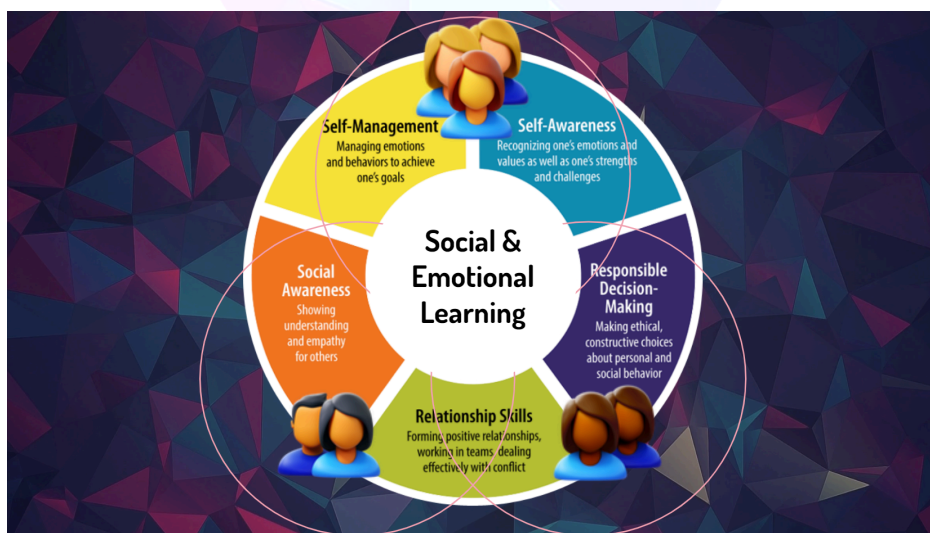 Social &
Emotional
Learning
Self-Awareness
Recognizing one's emotions and
values as well as one's strengths
and challenges
Responsible
Decision-
Making
Making ethical,
constructive choices
about personal and
social behavior
Relationship Skills
Forming positive relationships,
working in teams, dealing
effectively with conflict
Social
Awareness
Showing
understanding
and empathy
for others
Self-Management
Managing emotions
and behaviors to achieve
one's goals